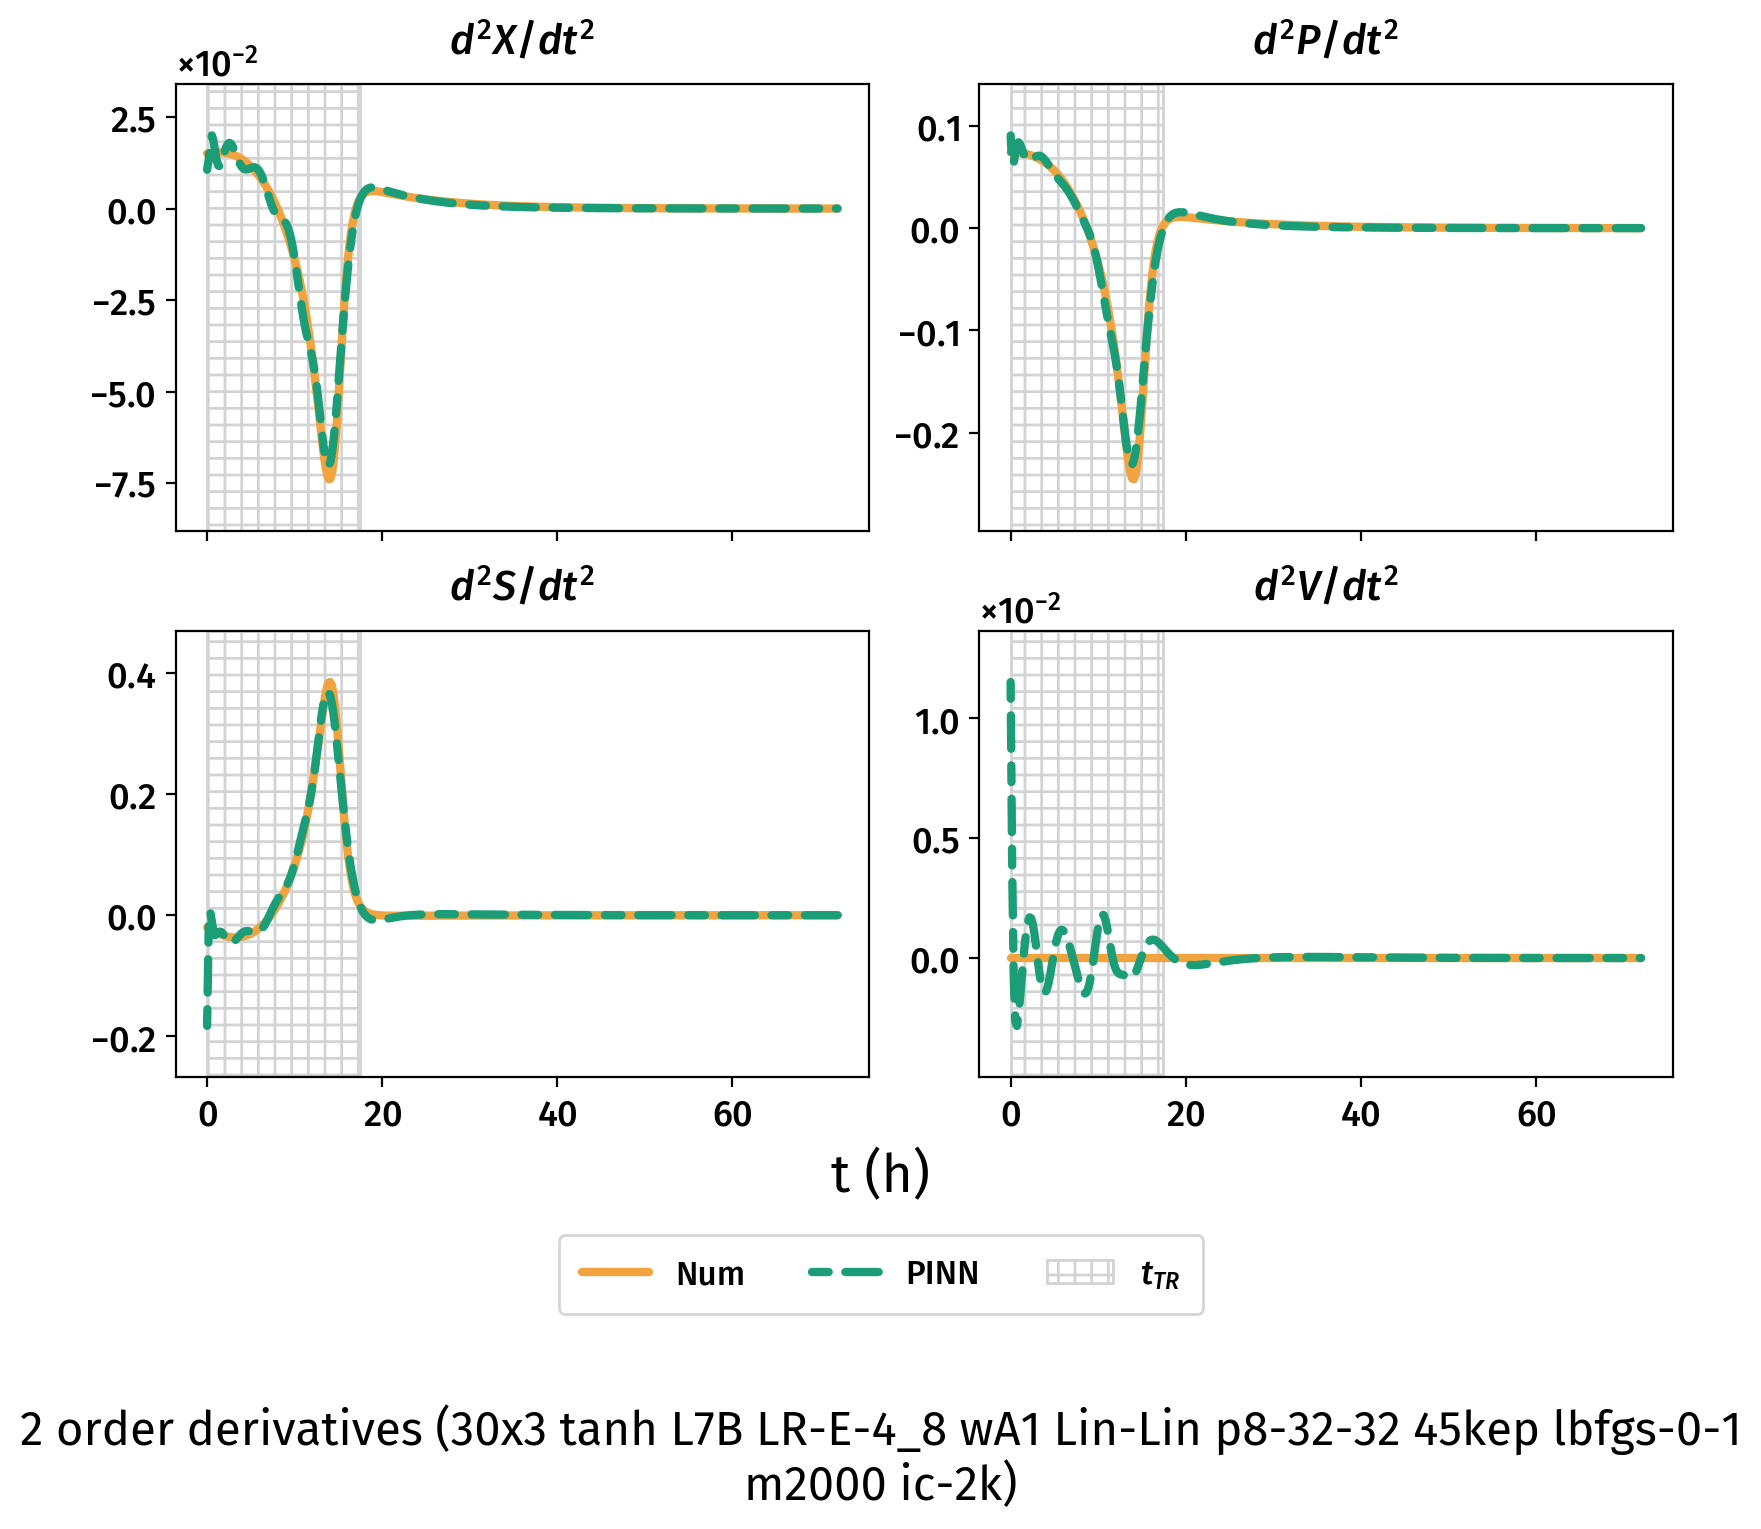 d²X/dt²
×10⁻²
2.5
0.0
−2.5
−5.0
−7.5
d²P/dt²
0.1
0.0
−0.1
−0.2
d²S/dt²
0.4
0.2
0.0
−0.2
0 20 40 60
d²V/dt²
×10⁻²
1.0
0.5
0.0
0 20 40 60
t (h)
Num PINN t_TR
2 order derivatives (30x3 tanh L7B LR-E-4_8 wA1 Lin-Lin p8-32-32 45kep lbfgs-0-1
m2000 ic-2k)